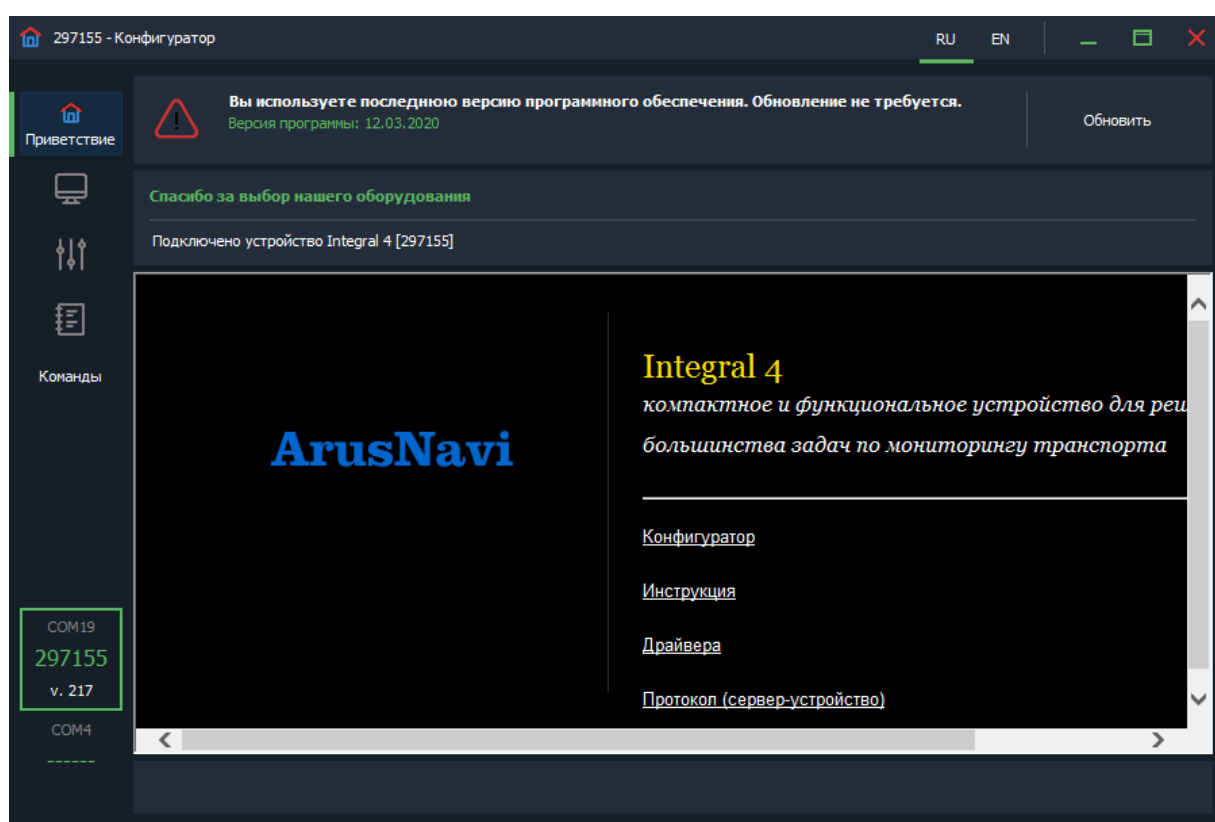 297155 - Конфигуратор
RU
EN
Приветствие
Вы используете последнюю версию программного обеспечения. Обновление не требуется.
Версия программы: 12.03.2020
Обновить
Спасибо за выбор нашего оборудования
Подключено устройство Integral 4 [297155]
Команды
ArusNavi
Integral 4
компактное и функциональное устройство для реш
большинства задач по мониторингу транспорта
Конфигуратор
Инструкция
Драйвера
Протокол (сервер-устройство)
COM19
297155
v. 217
COM4
------